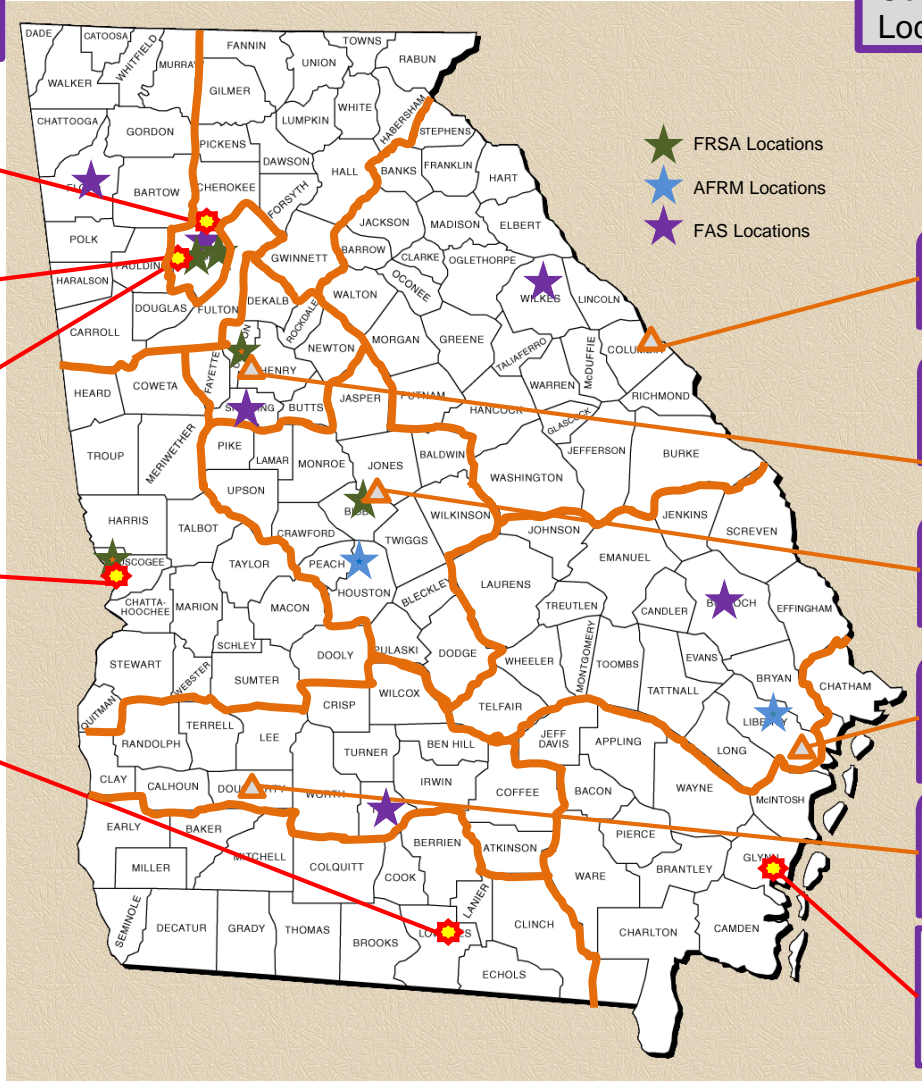 Loc
DADE
CATOOSA
WHITFIELD
MURRAY
FANNIN
TOWNS
UNION
RABUN
WALKER
GILMER
WHITE
HABERSHAM
LUMPKIN
CHATTOOGA
GORDON
STEPHENS
FRSA Locations
PICKENS
DAWSON
HALL
BANKS
FRANKLIN
HART
AFRM Locations
BARTOW
CHEROKEE
FORSYTH
JACKSON
MADISON
ELBERT
FAS Locations
POLK
GWINNETT
BARROW
CLARKE
OGLETHORPE
HARALSON
OCONEE
WILKES
LINCOLN
DOUGLAS
FULTON
DEKALB
ROCKDALE
WALTON
CARROLL
NEWTON
MORGAN
GREENE
TALIAFERRO
McDUFFIE
FAYETTE
HENRY
HEARD
COWETA
JASPER
PUTNAM
HANCOCK
WARREN
RICHMOND
BUTTS
GLASCOCK
TROUP
MERIWETHER
PIKE
LAMAR
MONROE
JONES
BALDWIN
WASHINGTON
JEFFERSON
BURKE
UPSON
HARRIS
TALBOT
CRAWFORD
TWIGGS
WILKINSON
JOHNSON
JENKINS
SCREVEN
EMANUEL
TAYLOR
PEACH
HOUSTON
BLECKLEY
LAURENS
CHATTA-
HOOCHEE
MARION
MACON
TREUTLEN
CANDLER
EFFINGHAM
SCHLEY
DOOLY
PULASKI
DODGE
WHEELER
MONTGOMERY
TOOMBS
EVANS
BRYAN
STEWART
WEBSTER
SUMTER
TATTNALL
CHATHAM
QUITMAN
CRISP
WILCOX
TELFAIR
TERRELL
LEE
RANDOLPH
TURNER
BEN HILL
JEFF
DAVIS
APPLING
LONG
CLAY
CALHOUN
IRWIN
COFFEE
BACON
WAYNE
McINTOSH
WORTH
EARLY
BAKER
MITCHELL
BERRIEN
ATKINSON
PIERCE
MILLER
COLQUITT
COOK
WARE
BRANTLEY
GLYNN
LANIER
SEMINOLE
DECATUR
GRADY
THOMAS
BROOKS
CLINCH
CHARLTON
CAMDEN
ECHOLS